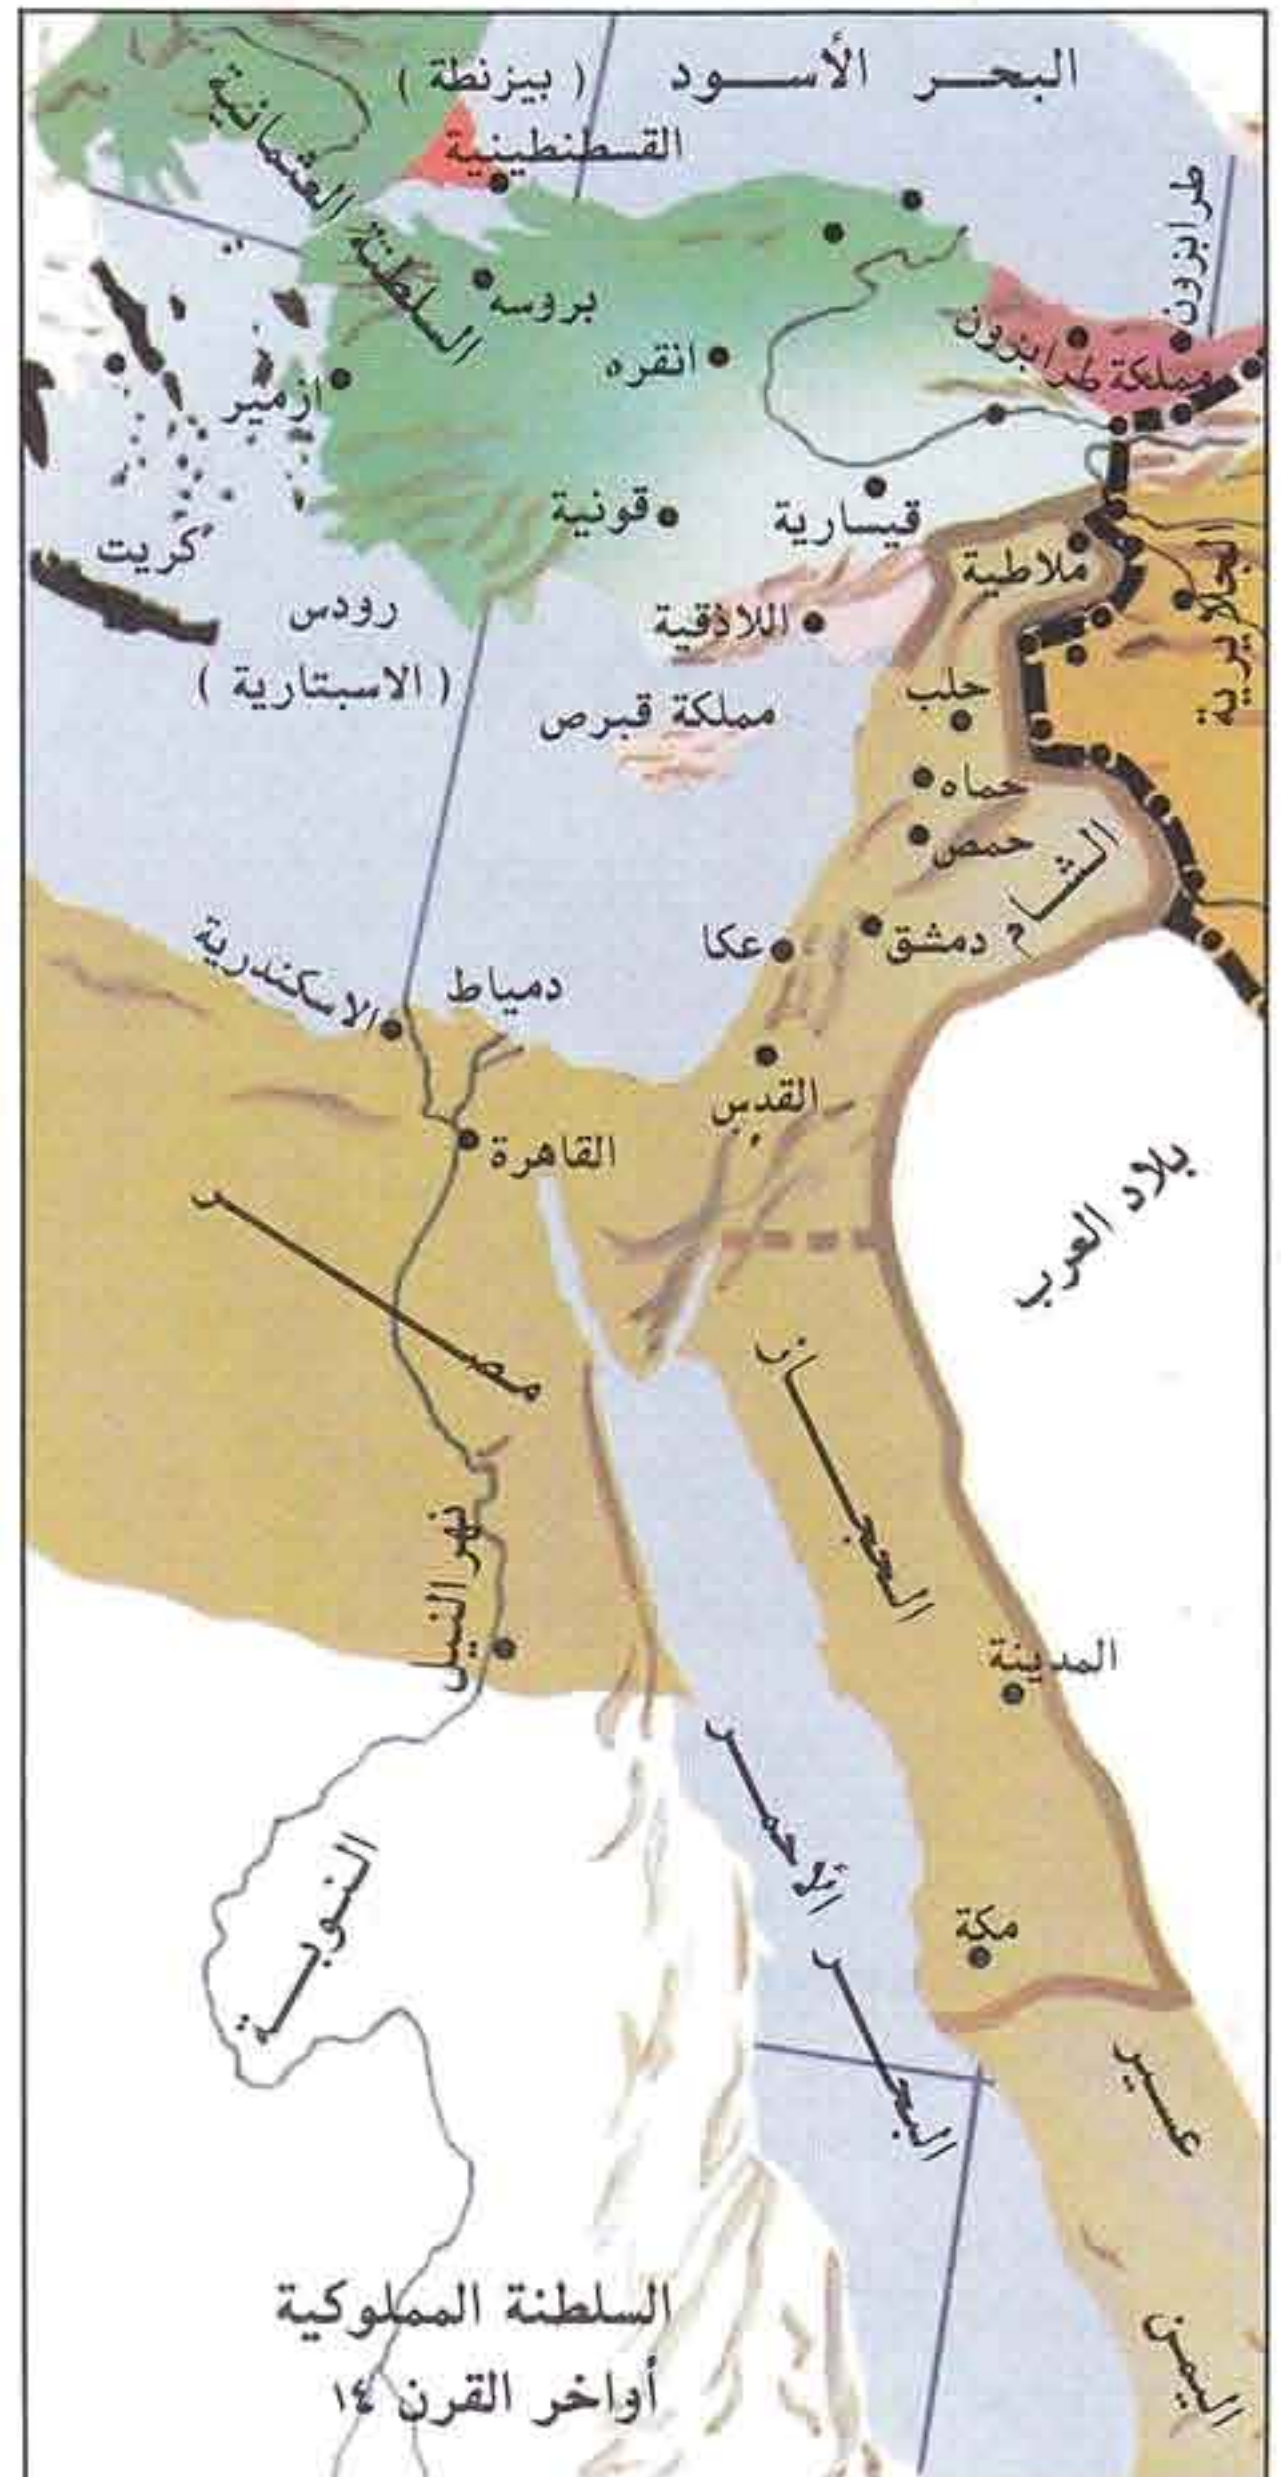 البحر الأسود
( بيزنطة )
القسطنطينية
السلطنة العثمانية
طرابزون
مملكة طرابزون
بروسه
انقره
ازمير
قونية
قيسارية
ملاطية
كريت
رودس
( الاسبتارية )
اللاذقية
مملكة قبرص
حلب
حماه
حمص
الشام
دمشق
عكا
الاسكندرية
دمياط
القدس
القاهرة
بلاد العرب
مصر
الحجاز
نهر النيل
المدينة
البحر الاحمر
النوبة
مكة
عسير
اليمن
السلطنة المملوكية
أواخر القرن ١٤